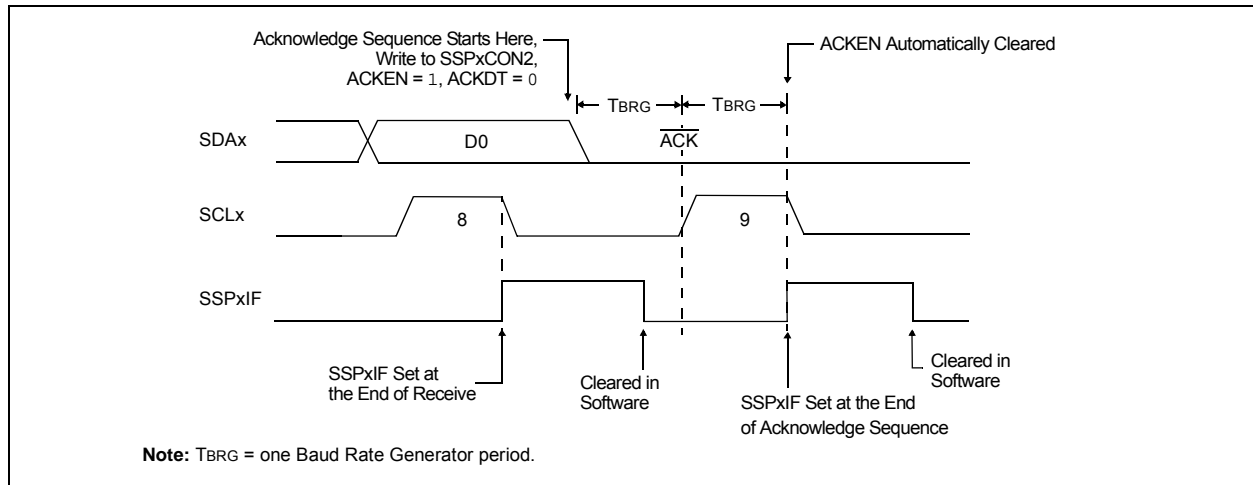 Acknowledge Sequence Starts Here,
Write to SSPxCON2,
ACKEN = 1, ACKDT = 0
ACKEN Automatically Cleared
TBRG
TBRG
SDAx
D0
ACK
SCLx
8
9
SSPxIF
SSPxIF Set at
the End of Receive
Cleared in
Software
SSPxIF Set at the End
of Acknowledge Sequence
Cleared in
Software
Note: TBRG = one Baud Rate Generator period.